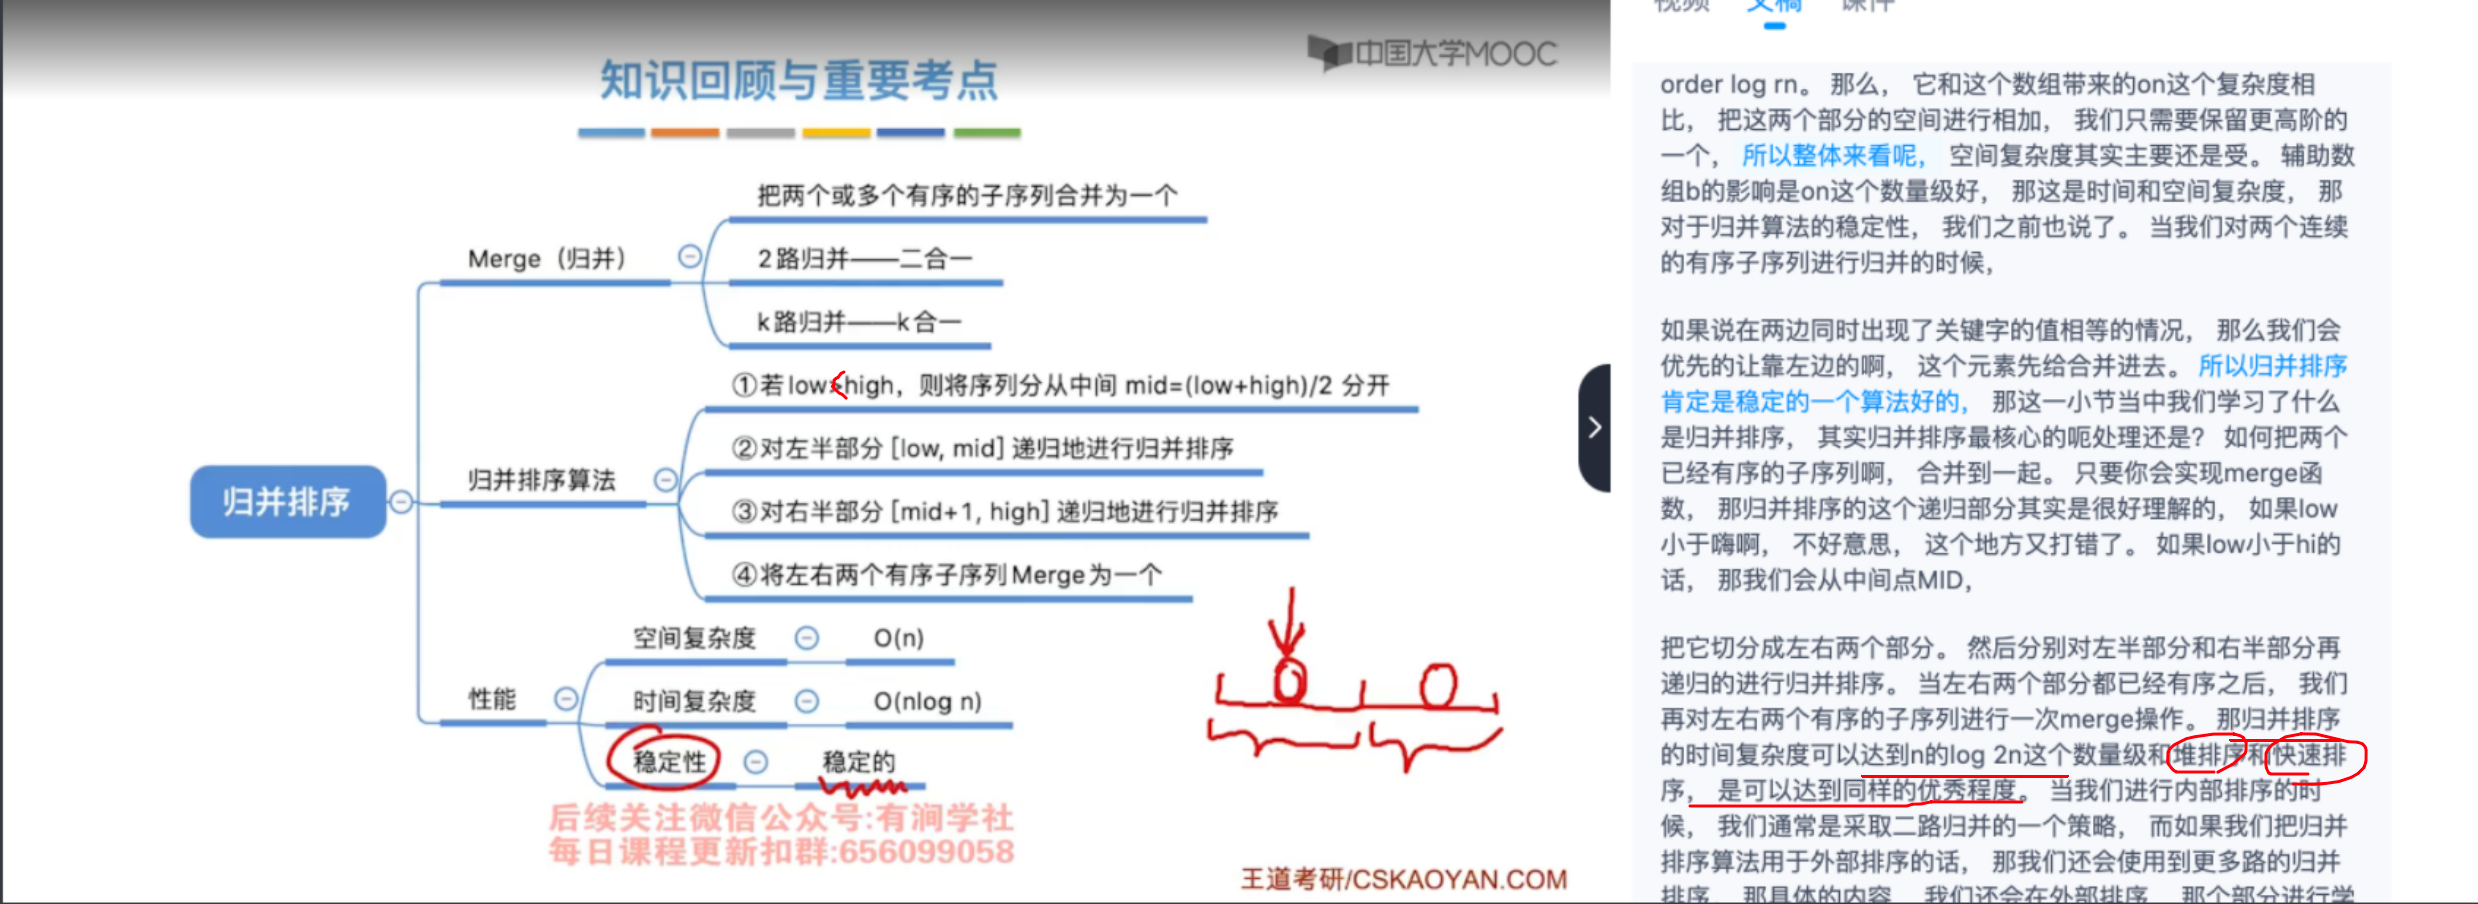 知识回顾与重要考点
中国大学MOOC
归并排序
Merge（归并）
把两个或多个有序的子序列合并为一个
2路归并——二合一
k路归并——k合一
归并排序算法
①若low<high，则将序列分从中间 mid=(low+high)/2 分开
②对左半部分 [low, mid] 递归地进行归并排序
③对右半部分 [mid+1, high] 递归地进行归并排序
④将左右两个有序子序列Merge为一个
性能
空间复杂度
O(n)
时间复杂度
O(nlog n)
稳定性
稳定的
后续关注微信公众号:有涧学社
每日课程更新扣群:656099058
王道考研/CSKAOYAN.COM
视频 文稿 课件
order log rn。 那么， 它和这个数组带来的on这个复杂度相
比， 把这两个部分的空间进行相加， 我们只需要保留更高阶的
一个， 所以整体来看呢， 空间复杂度其实主要还是受。 辅助数
组b的影响是on这个数量级好， 那这是时间和空间复杂度， 那
对于归并算法的稳定性， 我们之前也说了。 当我们对两个连续
的有序子序列进行归并的时候，
如果说在两边同时出现了关键字的值相等的情况， 那么我们会
优先的让靠左边的啊， 这个元素先给合并进去。 所以归并排序
肯定是稳定的一个算法好的， 那这一小节当中我们学习了什么
是归并排序， 其实归并排序最核心的呃处理还是? 如何把两个
已经有序的子序列啊， 合并到一起。 只要你会实现merge函
数， 那归并排序的这个递归部分其实是很好理解的， 如果low
小于嗨啊， 不好意思， 这个地方又打错了。 如果low小于hi的
话， 那我们会从中间点MID，
把它切分成左右两个部分。 然后分别对左半部分和右半部分再
递归的进行归并排序。 当左右两个部分都已经有序之后， 我们
再对左右两个有序的子序列进行一次merge操作。 那归并排序
的时间复杂度可以达到n的log 2n这个数量级和堆排序和快速排
序， 是可以达到同样的优秀程度。 当我们进行内部排序的时
候， 我们通常是采取二路归并的一个策略， 而如果我们把归并
排序算法用于外部排序的话， 那我们还会使用到更多路的归并
排序， 那具体的内容， 我们还会在外部排序， 那个部分进行学